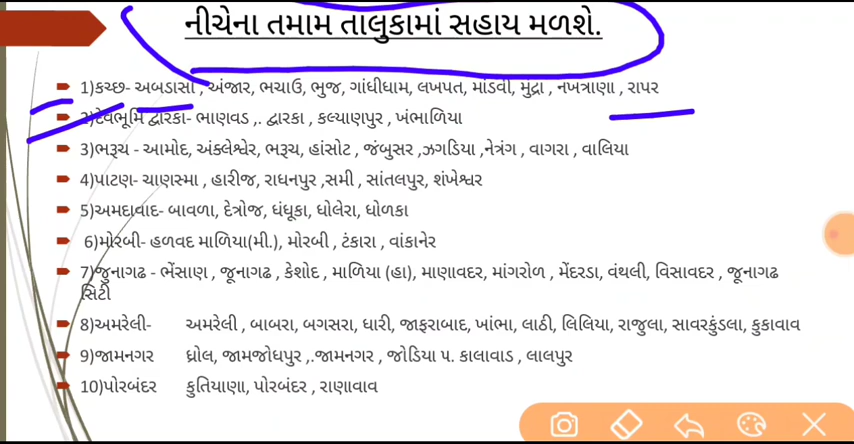 નીચેના તમામ તાલુકામાં સહાય મળશે.
1)કચ્છ- અબડાસા , અંજાર, ભચાઉ, ભુજ, ગાંધીધામ, લખપત, માંડવી, મુદ્રા , નખત્રાણા , રાપર
2)દેવભૂમિ દ્વારકા- ભાણવડ ,. દ્વારકા , કલ્યાણપુર , ખંભાળિયા
3)ભરૂચ - આમોદ, અંક્લેશ્વેર, ભરૂચ, હાંસોટ , જંબુસર ,ઝગડિયા ,નેત્રંગ , વાગરા , વાલિયા
4)પાટણ- ચાણસ્મા , હારીજ, રાધનપુર ,સમી , સાંતલપુર, શંખેશ્વર
5)અમદાવાદ- બાવળા, દેત્રોજ, ધંધૂકા, ધોલેરા, ધોળકા
6)મોરબી- હળવદ માળિયા(મી.), મોરબી , ટંકારા , વાંકાનેર
7)જુનાગઢ - ભેંસાણ , જૂનાગઢ , કેશોદ , માળિયા (હા), માણાવદર, માંગરોળ , મેંદરડા, વંથલી, વિસાવદર , જૂનાગઢ
સિટી
8)અમરેલી- અમરેલી , બાબરા, બગસરા, ધારી, જાફરાબાદ, ખાંભા, લાઠી, લિલિયા, રાજુલા, સાવરકુંડલા, કુકાવાવ
9)જામનગર ધ્રોલ, જામજોધપુર ,.જામનગર , જોડિયા ૫. કાલાવાડ , લાલપુર
10)પોરબંદર કુતિયાણા, પોરબંદર , રાણાવાવ